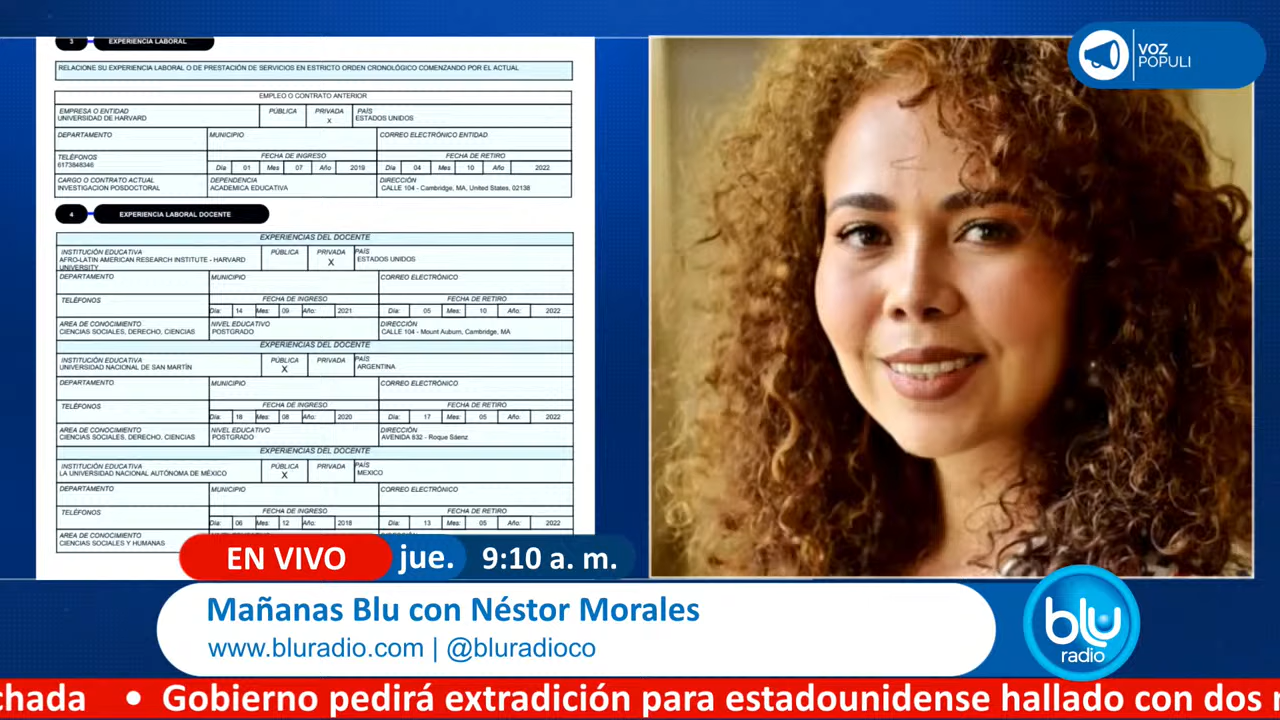 3 EXPERIENCIA LABORAL
RELACIONE SU EXPERIENCIA LABORAL O DE PRESTACIÓN DE SERVICIOS EN ESTRICTO ORDEN CRONOLÓGICO COMENZANDO POR EL ACTUAL
EMPLEO O CONTRATO ANTERIOR
EMPRESA O ENTIDAD PÚBLICA PRIVADA PAÍS
UNIVERSIDAD DE HARVARD X ESTADOS UNIDOS
DEPARTAMENTO MUNICIPIO CORREO ELECTRÓNICO ENTIDAD
TELÉFONOS FECHA DE INGRESO FECHA DE RETIRO
6173848346 Día 01 Mes 07 Año 2019 Día 04 Mes 10 Año 2022
CARGO O CONTRATO ACTUAL DEPENDENCIA DIRECCIÓN
INVESTIGACION POSDOCTORAL ACADEMICA EDUCATIVA CALLE 104 - Cambridge, MA, United States, 02138
4 EXPERIENCIA LABORAL DOCENTE
EXPERIENCIAS DEL DOCENTE
INSTITUCIÓN EDUCATIVA PÚBLICA PRIVADA PAÍS
AFRO-LATIN AMERICAN RESEARCH INSTITUTE - HARVARD X ESTADOS UNIDOS
UNIVERSITY
DEPARTAMENTO MUNICIPIO CORREO ELECTRÓNICO
TELÉFONOS FECHA DE INGRESO FECHA DE RETIRO
Día: 14 Mes: 09 Año: 2021 Día: 05 Mes: 10 Año: 2022
AREA DE CONOCIMIENTO NIVEL EDUCATIVO DIRECCIÓN
CIENCIAS SOCIALES, DERECHO, CIENCIAS POSTGRADO CALLE 104 - Mount Auburn, Cambridge, MA
EXPERIENCIAS DEL DOCENTE
INSTITUCIÓN EDUCATIVA PÚBLICA PRIVADA PAÍS
UNIVERSIDAD NACIONAL DE SAN MARTÍN X ARGENTINA
DEPARTAMENTO MUNICIPIO CORREO ELECTRÓNICO
TELÉFONOS FECHA DE INGRESO FECHA DE RETIRO
Día: 18 Mes: 08 Año: 2020 Día: 17 Mes: 05 Año: 2022
AREA DE CONOCIMIENTO NIVEL EDUCATIVO DIRECCIÓN
CIENCIAS SOCIALES, DERECHO, CIENCIAS POSTGRADO AVENIDA 832 - Roque Sáenz
EXPERIENCIAS DEL DOCENTE
INSTITUCIÓN EDUCATIVA PÚBLICA PRIVADA PAÍS
LA UNIVERSIDAD NACIONAL AUTÓNOMA DE MÉXICO X MEXICO
DEPARTAMENTO MUNICIPIO CORREO ELECTRÓNICO
TELÉFONOS FECHA DE INGRESO FECHA DE RETIRO
Día: 06 Mes: 12 Año: 2018 Día: 13 Mes: 05 Año: 2022
AREA DE CONOCIMIENTO
CIENCIAS SOCIALES Y HUMANAS
VOZ
POPULI
EN VIVO jue. 9:10 a. m.
Mañanas Blu con Néstor Morales
www.bluradio.com | @bluradioco
blu
radio
chada • Gobierno pedirá extradición para estadounidense hallado con dos